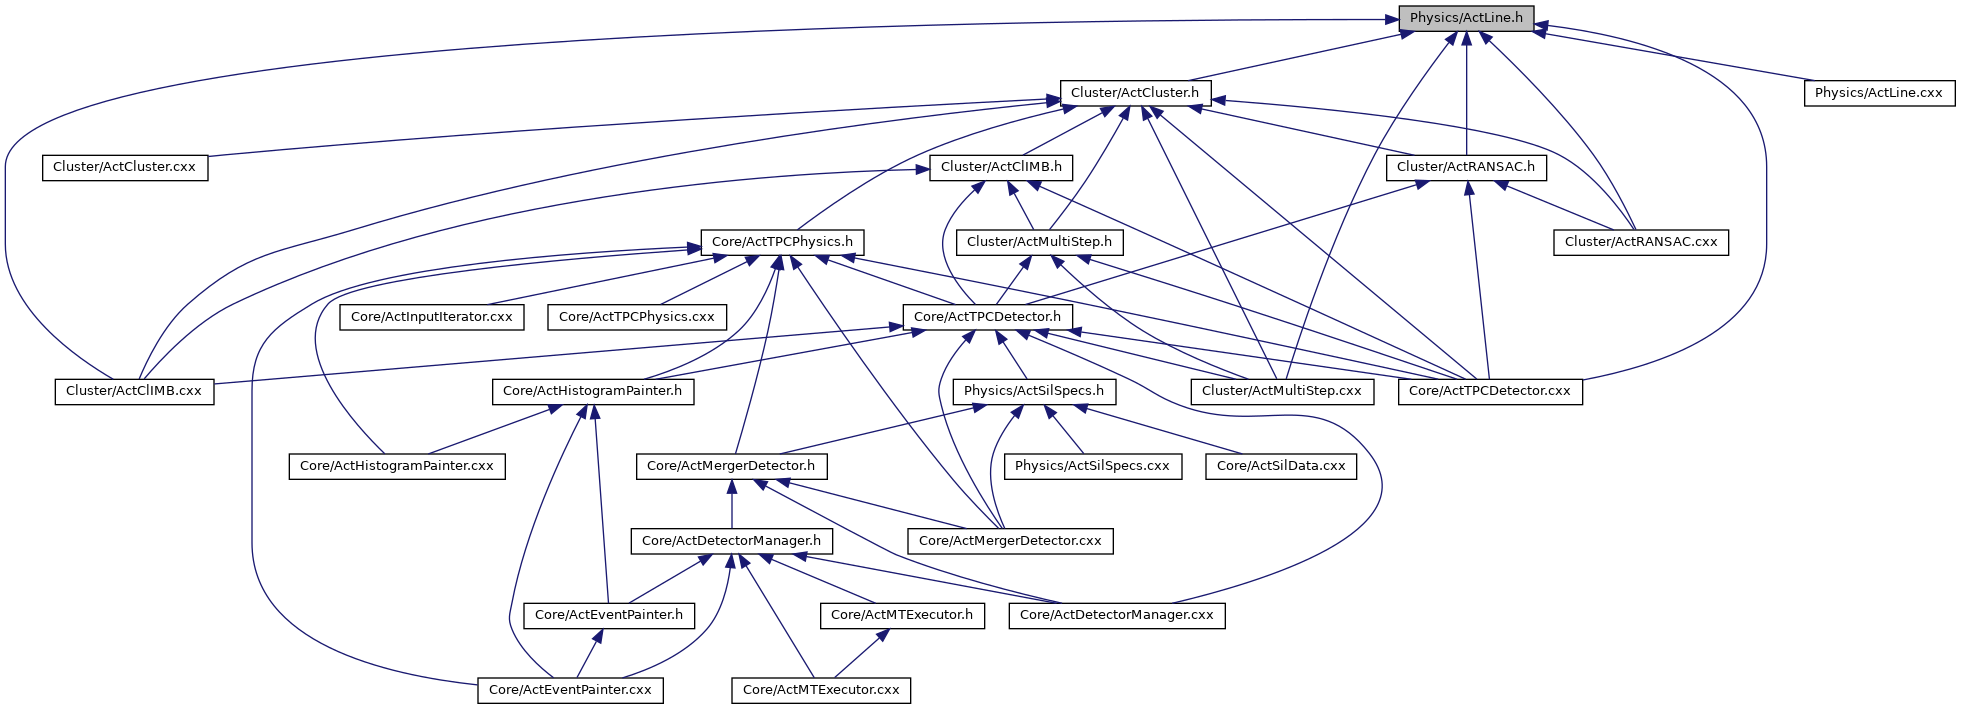 Physics/ActLine.h
Cluster/ActCluster.h
Physics/ActLine.cxx
Cluster/ActCluster.cxx
Cluster/ActClIMB.h
Cluster/ActRANSAC.h
Core/ActTPCPhysics.h
Cluster/ActMultiStep.h
Cluster/ActRANSAC.cxx
Core/ActInputIterator.cxx
Core/ActTPCPhysics.cxx
Core/ActTPCDetector.h
Cluster/ActClIMB.cxx
Core/ActHistogramPainter.h
Physics/ActSilSpecs.h
Cluster/ActMultiStep.cxx
Core/ActTPCDetector.cxx
Core/ActHistogramPainter.cxx
Core/ActMergerDetector.h
Physics/ActSilSpecs.cxx
Core/ActSilData.cxx
Core/ActDetectorManager.h
Core/ActMergerDetector.cxx
Core/ActEventPainter.h
Core/ActMTExecutor.h
Core/ActDetectorManager.cxx
Core/ActEventPainter.cxx
Core/ActMTExecutor.cxx